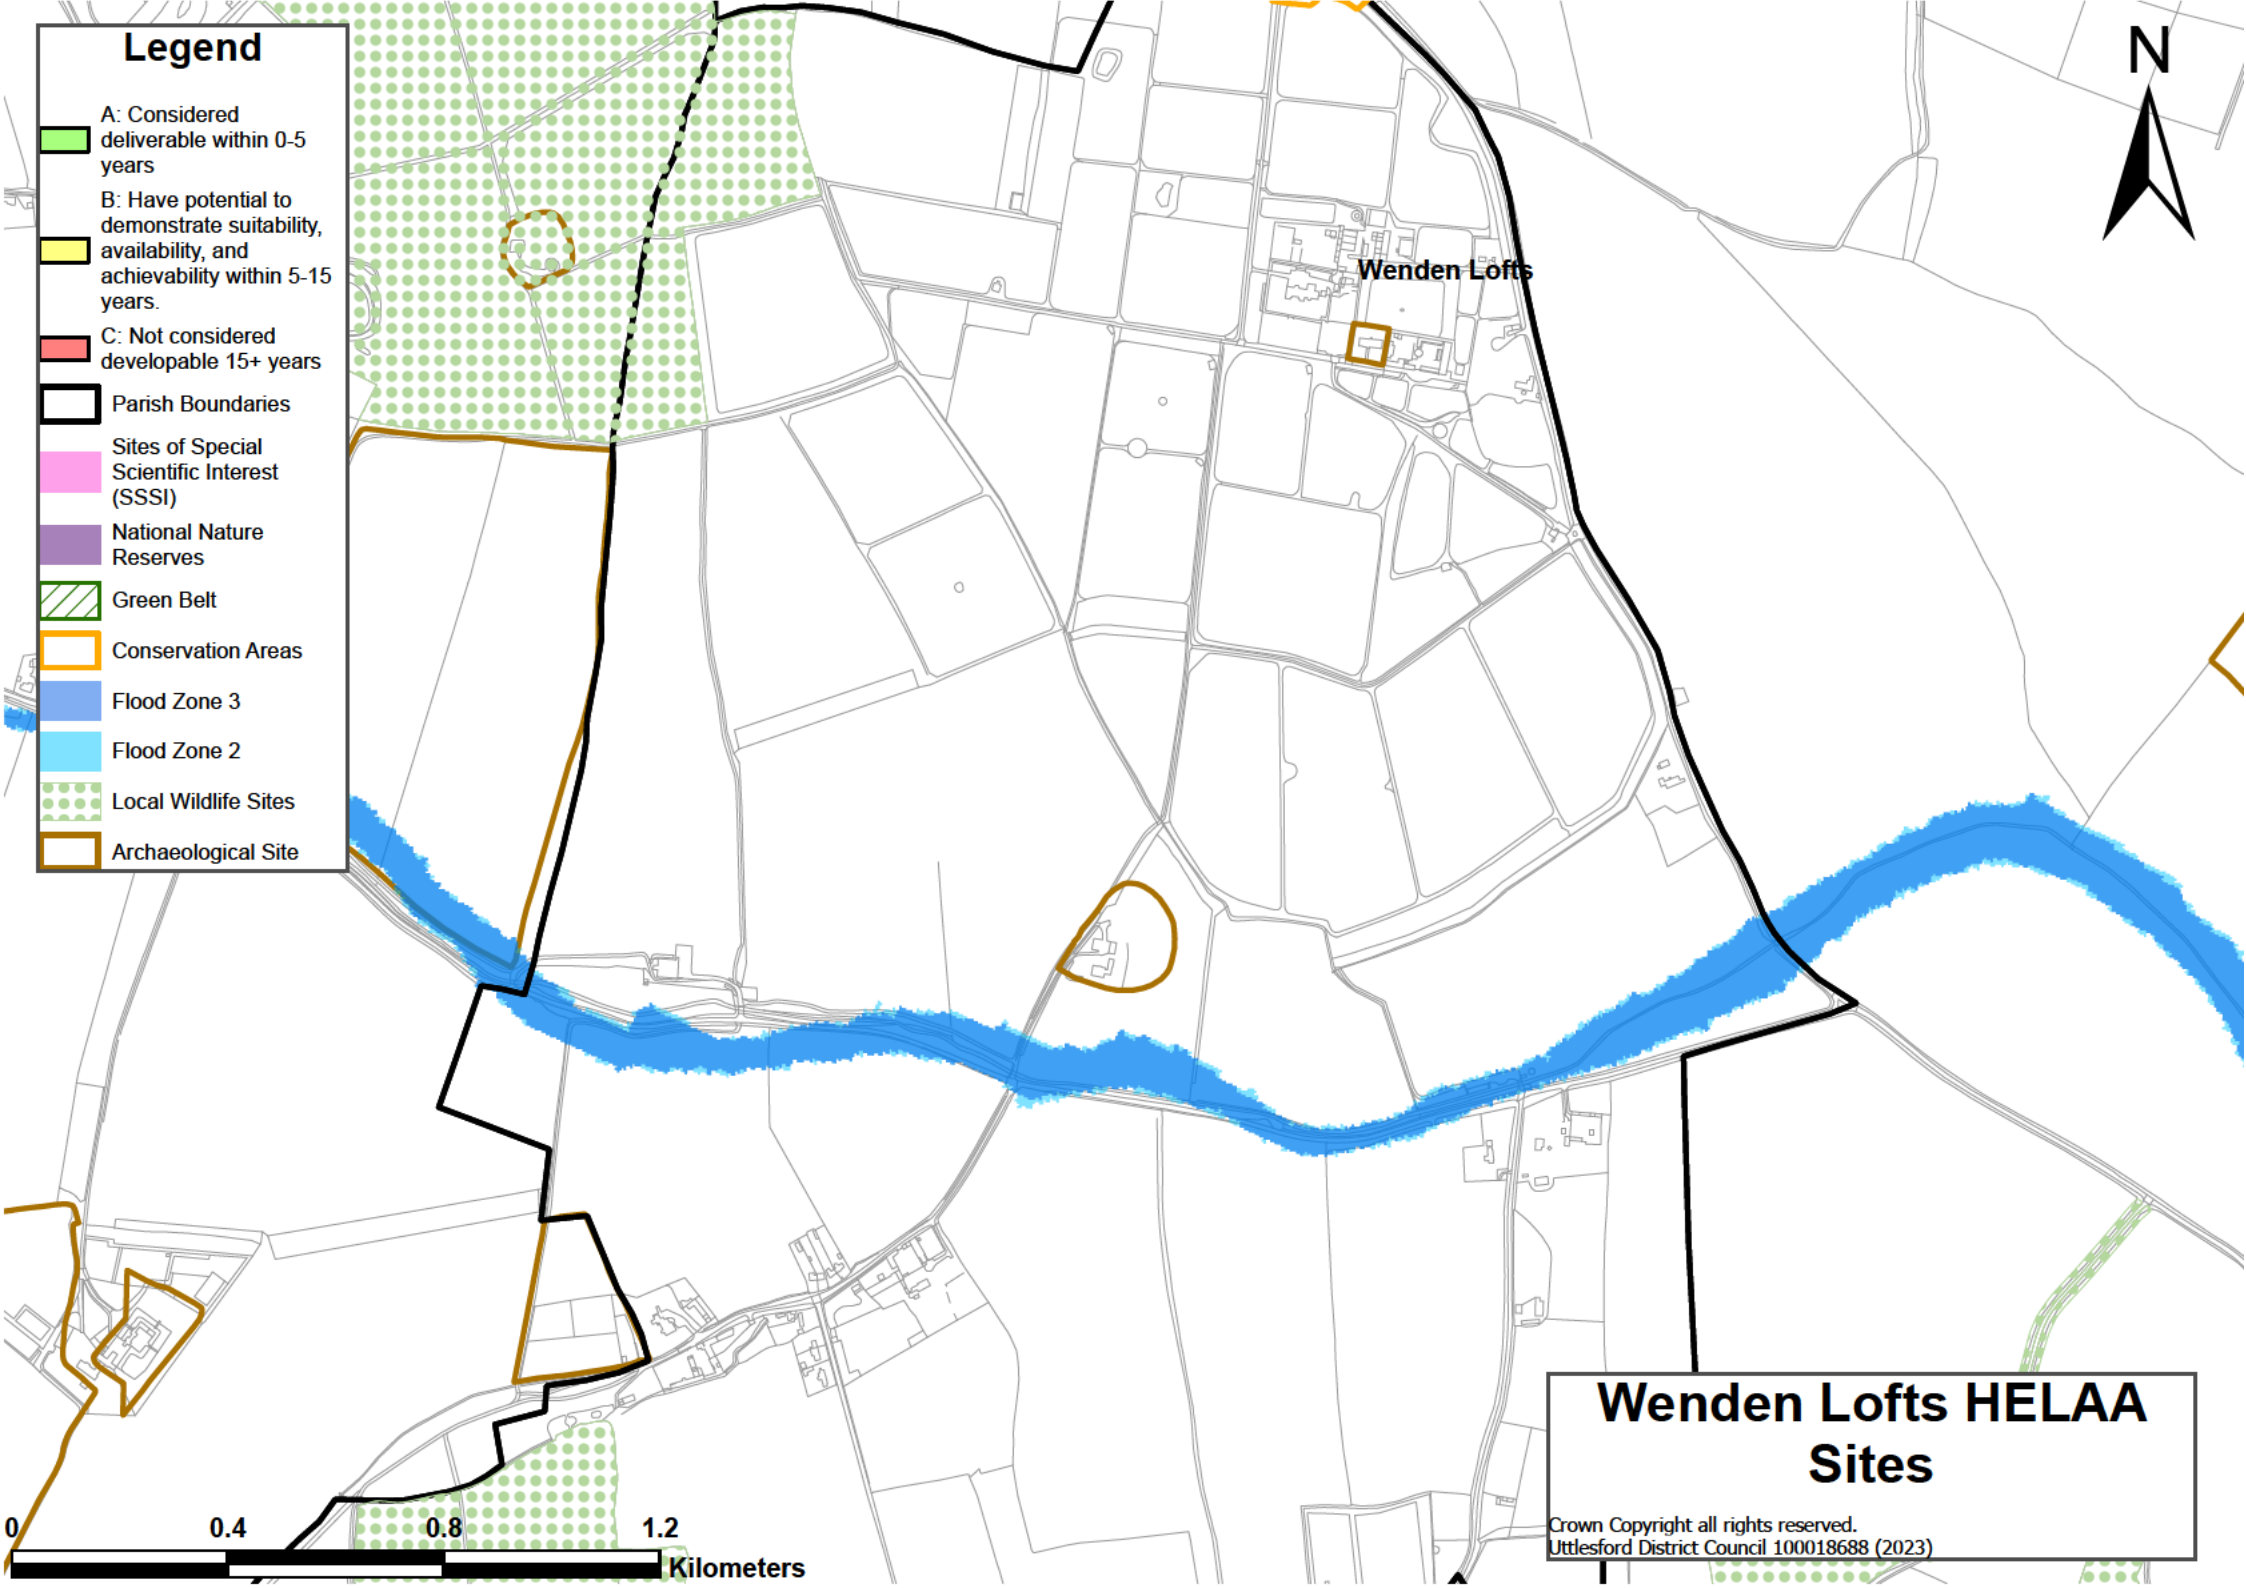 Legend
A: Considered
deliverable within 0-5
years
B: Have potential to
demonstrate suitability,
availability, and
achievability within 5-15
years.
C: Not considered
developable 15+ years
Parish Boundaries
Sites of Special
Scientific Interest
(SSSI)
National Nature
Reserves
Green Belt
Conservation Areas
Flood Zone 3
Flood Zone 2
Local Wildlife Sites
Archaeological Site
N
Wenden Lofts
0 0.4 0.8 1.2
Kilometers
Wenden Lofts HELAA
Sites
Crown Copyright all rights reserved.
Uttlesford District Council 100018688 (2023)